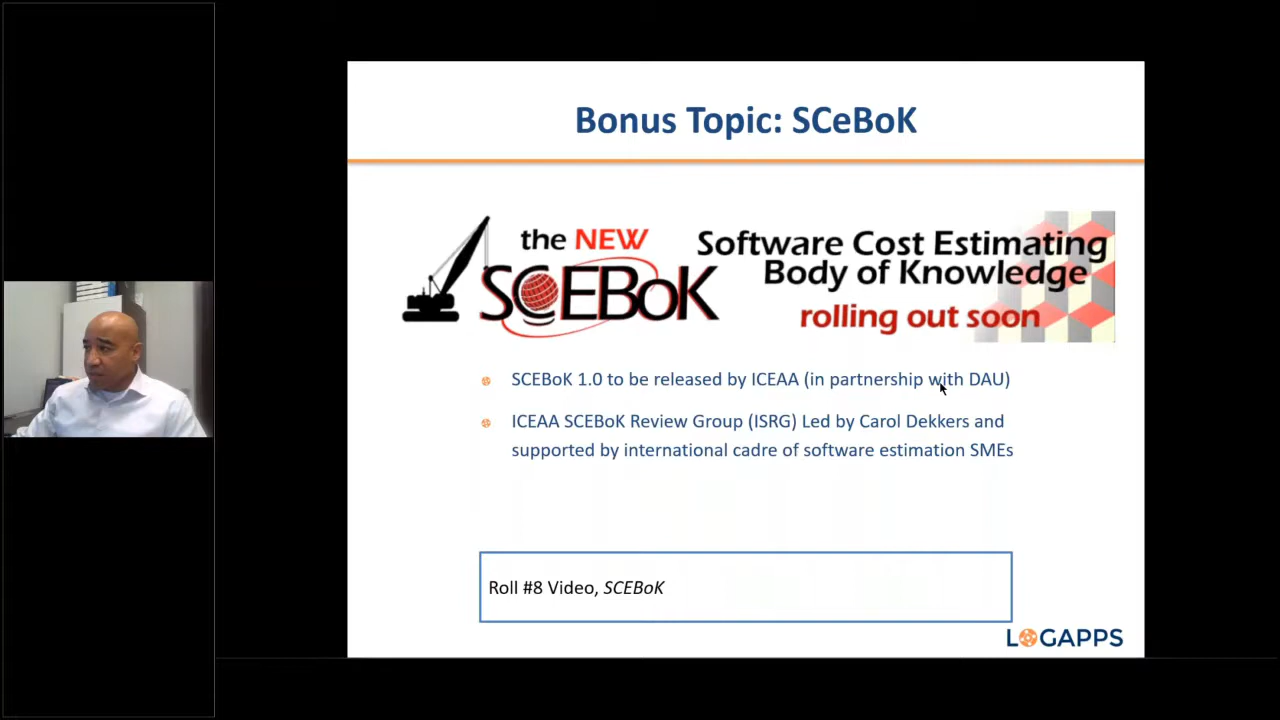 Bonus Topic: SCeBoK
the NEW
SCEBoK
Software Cost Estimating
Body of Knowledge
rolling out soon
SCEBoK 1.0 to be released by ICEAA (in partnership with DAU)
ICEAA SCEBoK Review Group (ISRG) Led by Carol Dekkers and
supported by international cadre of software estimation SMEs
Roll #8 Video, SCEBoK
LOGAPPS